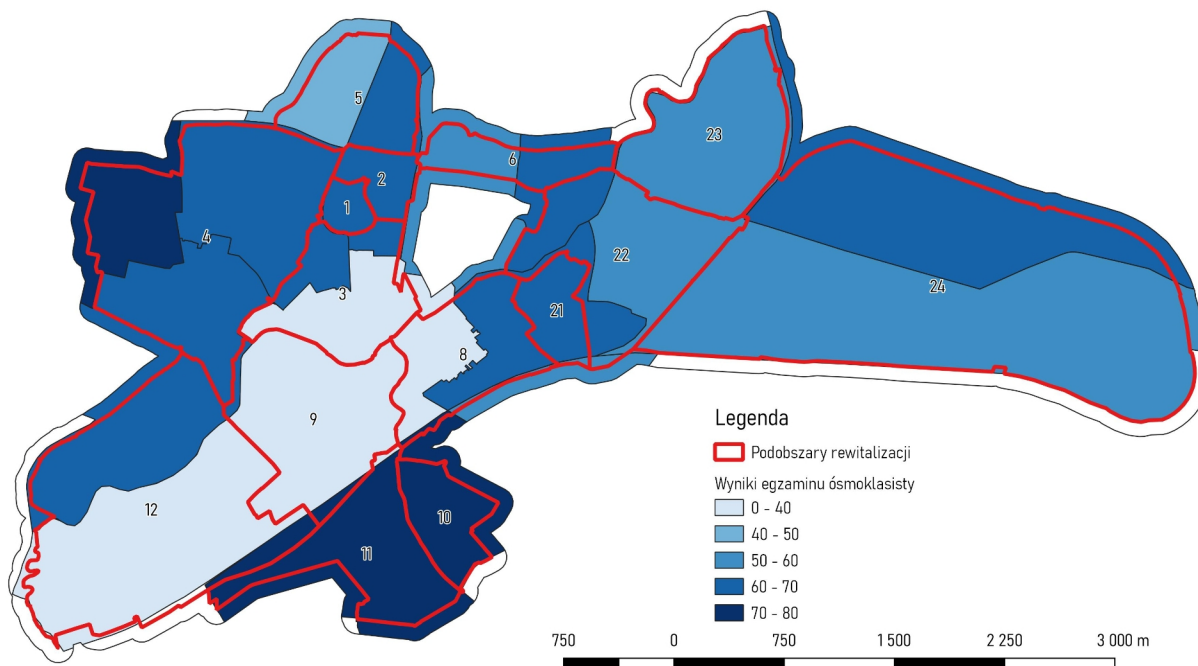 23
5
6
2
1
4
3
22
24
21
8
9
12
10
11
Legenda
Podobszary rewitalizacji
Wyniki egzaminu ósmoklasisty
0 - 40
40 - 50
50 - 60
60 - 70
70 - 80
750 0 750 1 500 2 250 3 000 m